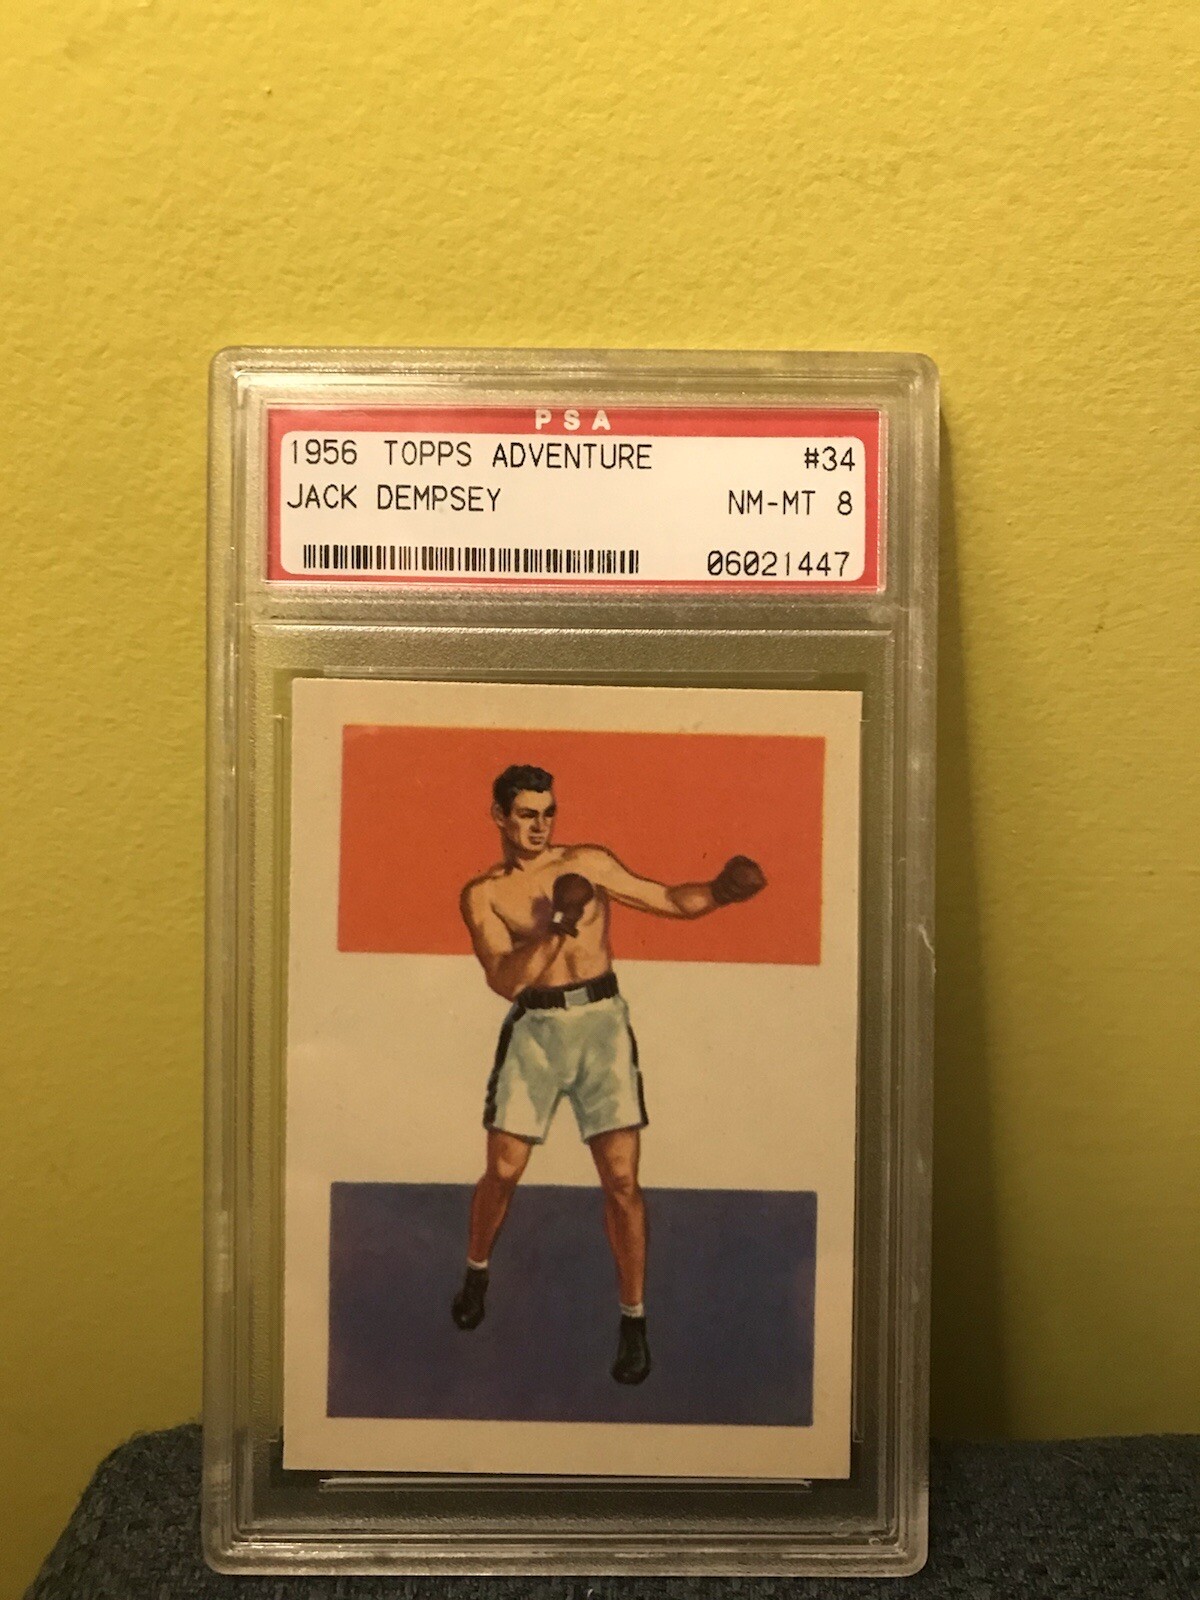 PSA
1956 TOPPS ADVENTURE #34
JACK DEMPSEY NM-MT 8
06021447